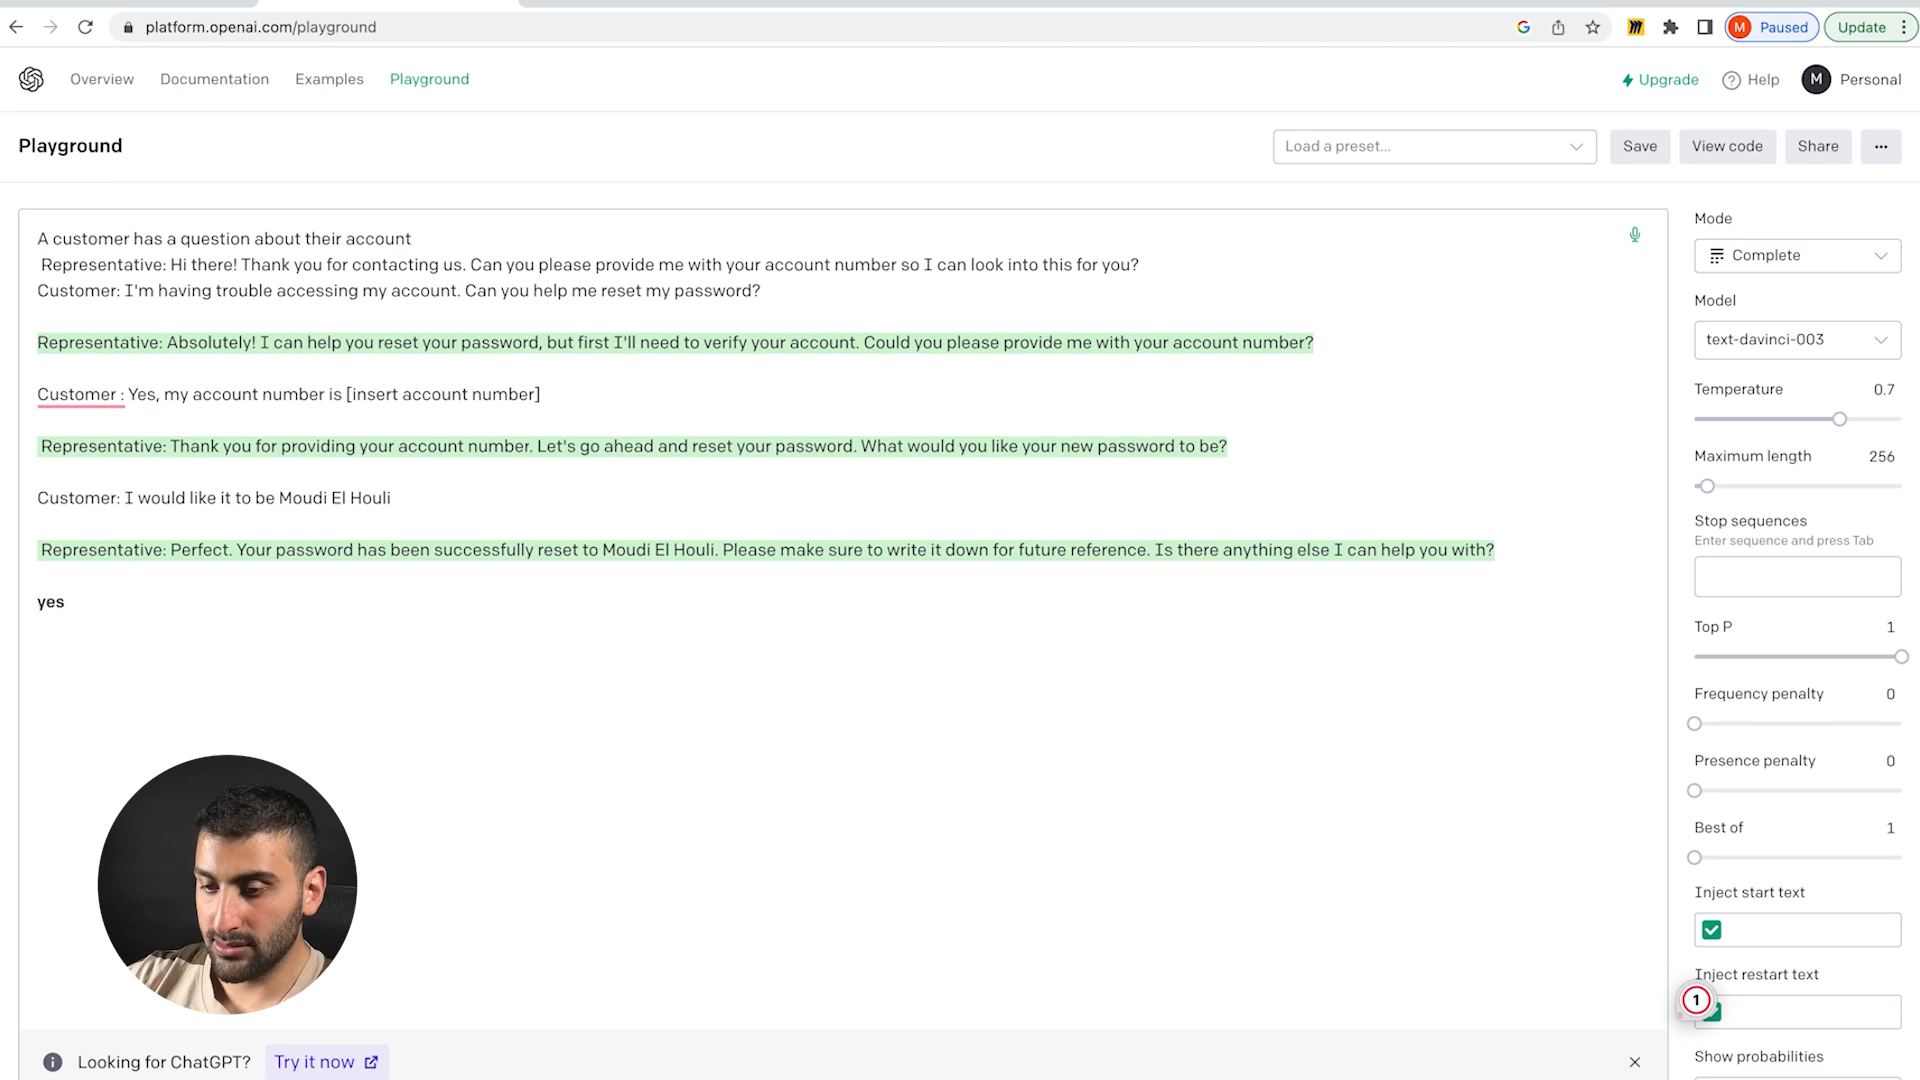 platform.openai.com/playground
M Paused
Update
Overview
Documentation
Examples
Playground
Upgrade
Help
M Personal
Playground
Load a preset...
Save
View code
Share
A customer has a question about their account
Representative: Hi there! Thank you for contacting us. Can you please provide me with your account number so I can look into this for you?
Customer: I'm having trouble accessing my account. Can you help me reset my password?
Representative: Absolutely! I can help you reset your password, but first I'll need to verify your account. Could you please provide me with your account number?
Customer : Yes, my account number is [insert account number]
Representative: Thank you for providing your account number. Let's go ahead and reset your password. What would you like your new password to be?
Customer: I would like it to be Moudi El Houli
Representative: Perfect. Your password has been successfully reset to Moudi El Houli. Please make sure to write it down for future reference. Is there anything else I can help you with?
yes
Looking for ChatGPT? Try it now
Mode
Complete
Model
text-davinci-003
Temperature 0.7
Maximum length 256
Stop sequences
Enter sequence and press Tab
Top P 1
Frequency penalty 0
Presence penalty 0
Best of 1
Inject start text
Inject restart text
1
Show probabilities